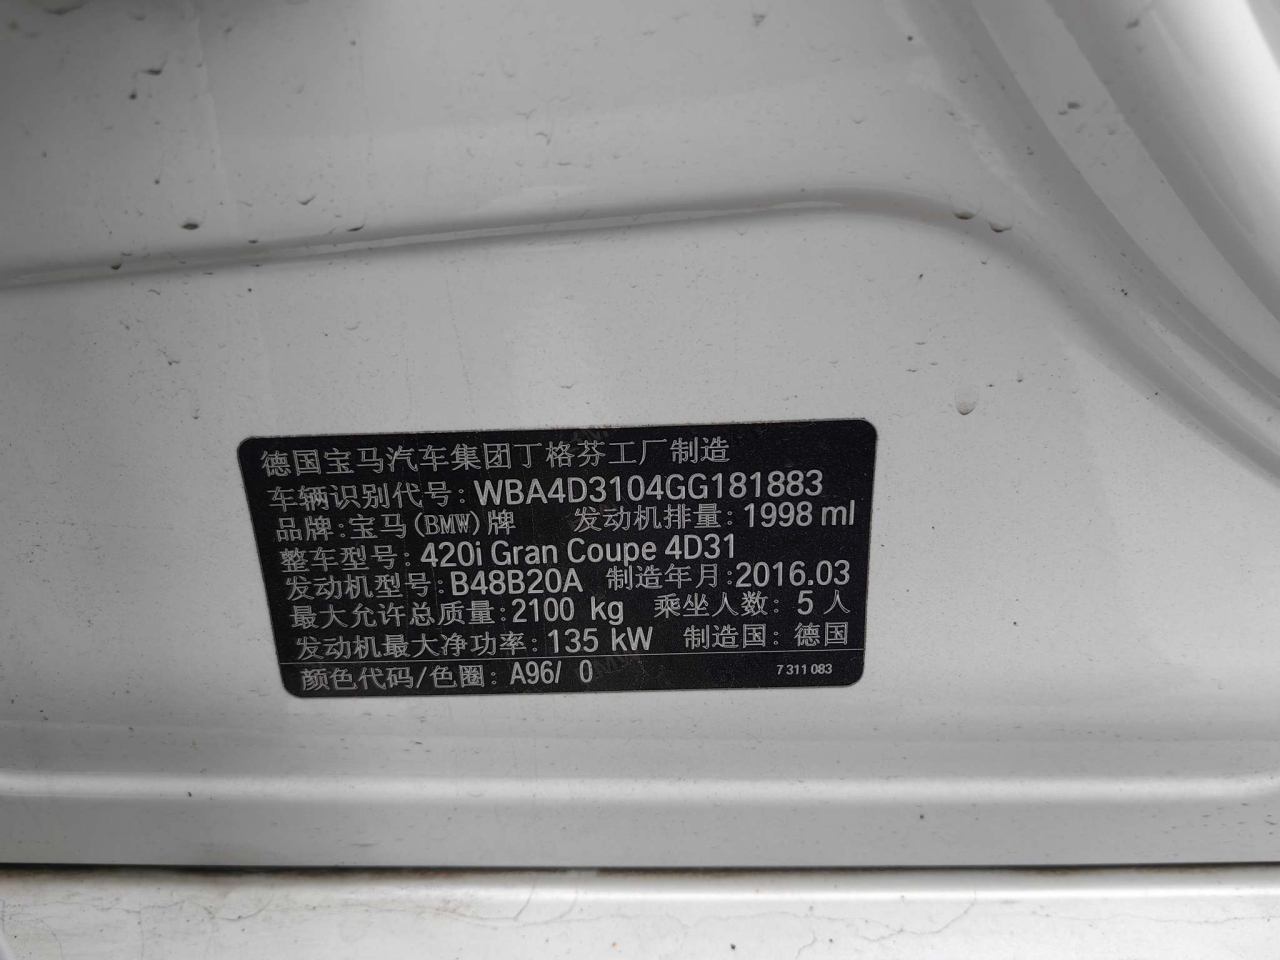 德国宝马汽车集团丁格芬工厂制造
车辆识别代号: WBA4D3104GG181883
品牌:宝马(BMW)牌 发动机排量: 1998 ml
整车型号: 420i Gran Coupe 4D31
发动机型号: B48B20A 制造年月:2016.03
最大允许总质量:2100 kg 乘坐人数: 5 人
发动机最大净功率: 135 kW 制造国: 德国
颜色代码/色圈: A96/ 0 7 311 083